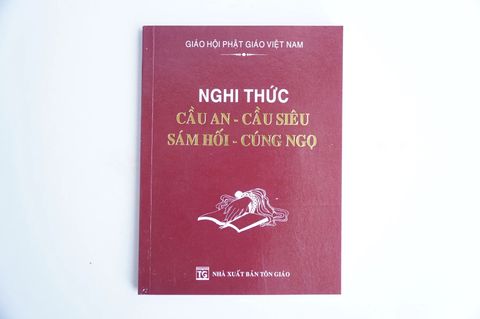 GIÁO HỘI PHẬT GIÁO VIỆT NAM
NGHI THỨC
CẦU AN - CẦU SIÊU
SÁM HỐI - CÚNG NGỌ
TG NHÀ XUẤT BẢN TÔN GIÁO